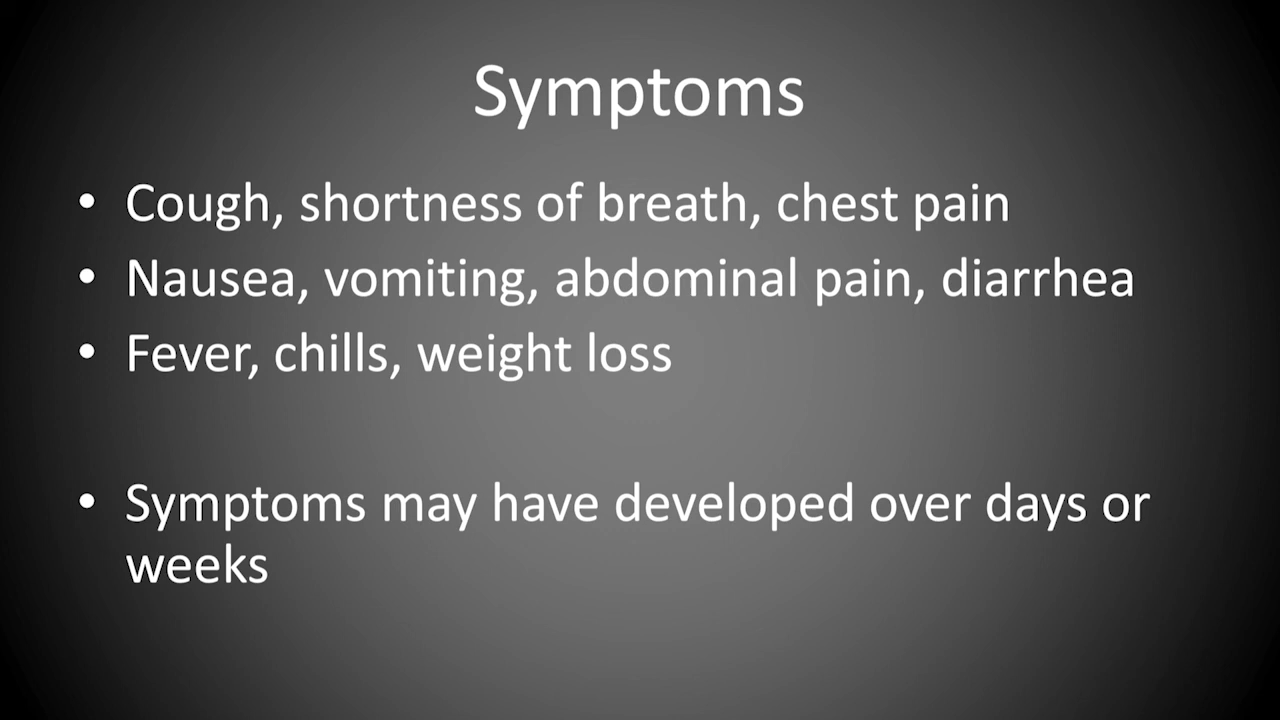 Symptoms
• Cough, shortness of breath, chest pain
• Nausea, vomiting, abdominal pain, diarrhea
• Fever, chills, weight loss
• Symptoms may have developed over days or
weeks